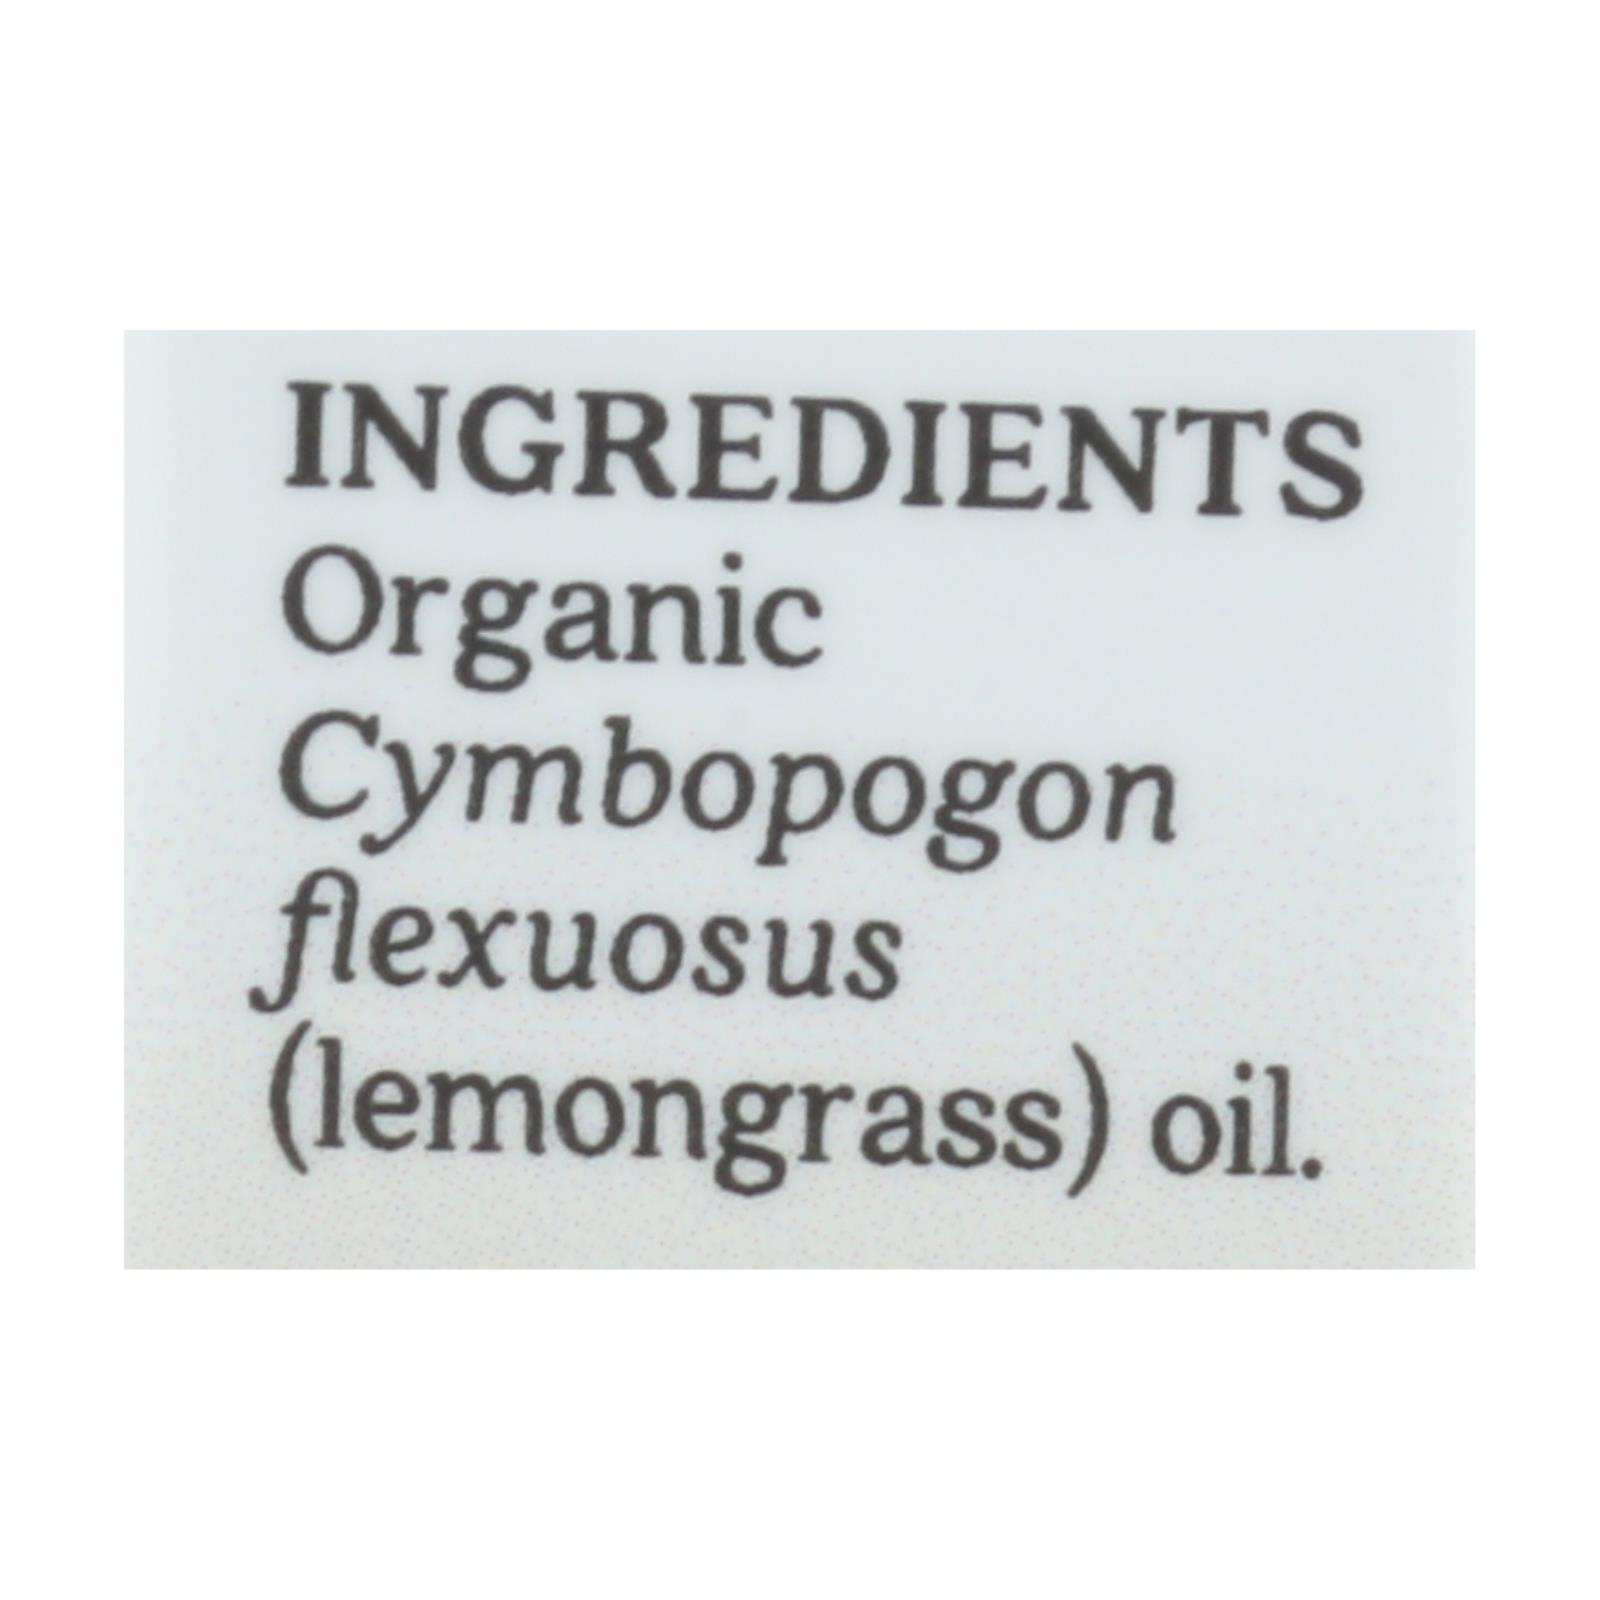 INGREDIENTS
Organic
Cymbopogon
flexuosus
(lemongrass) oil.